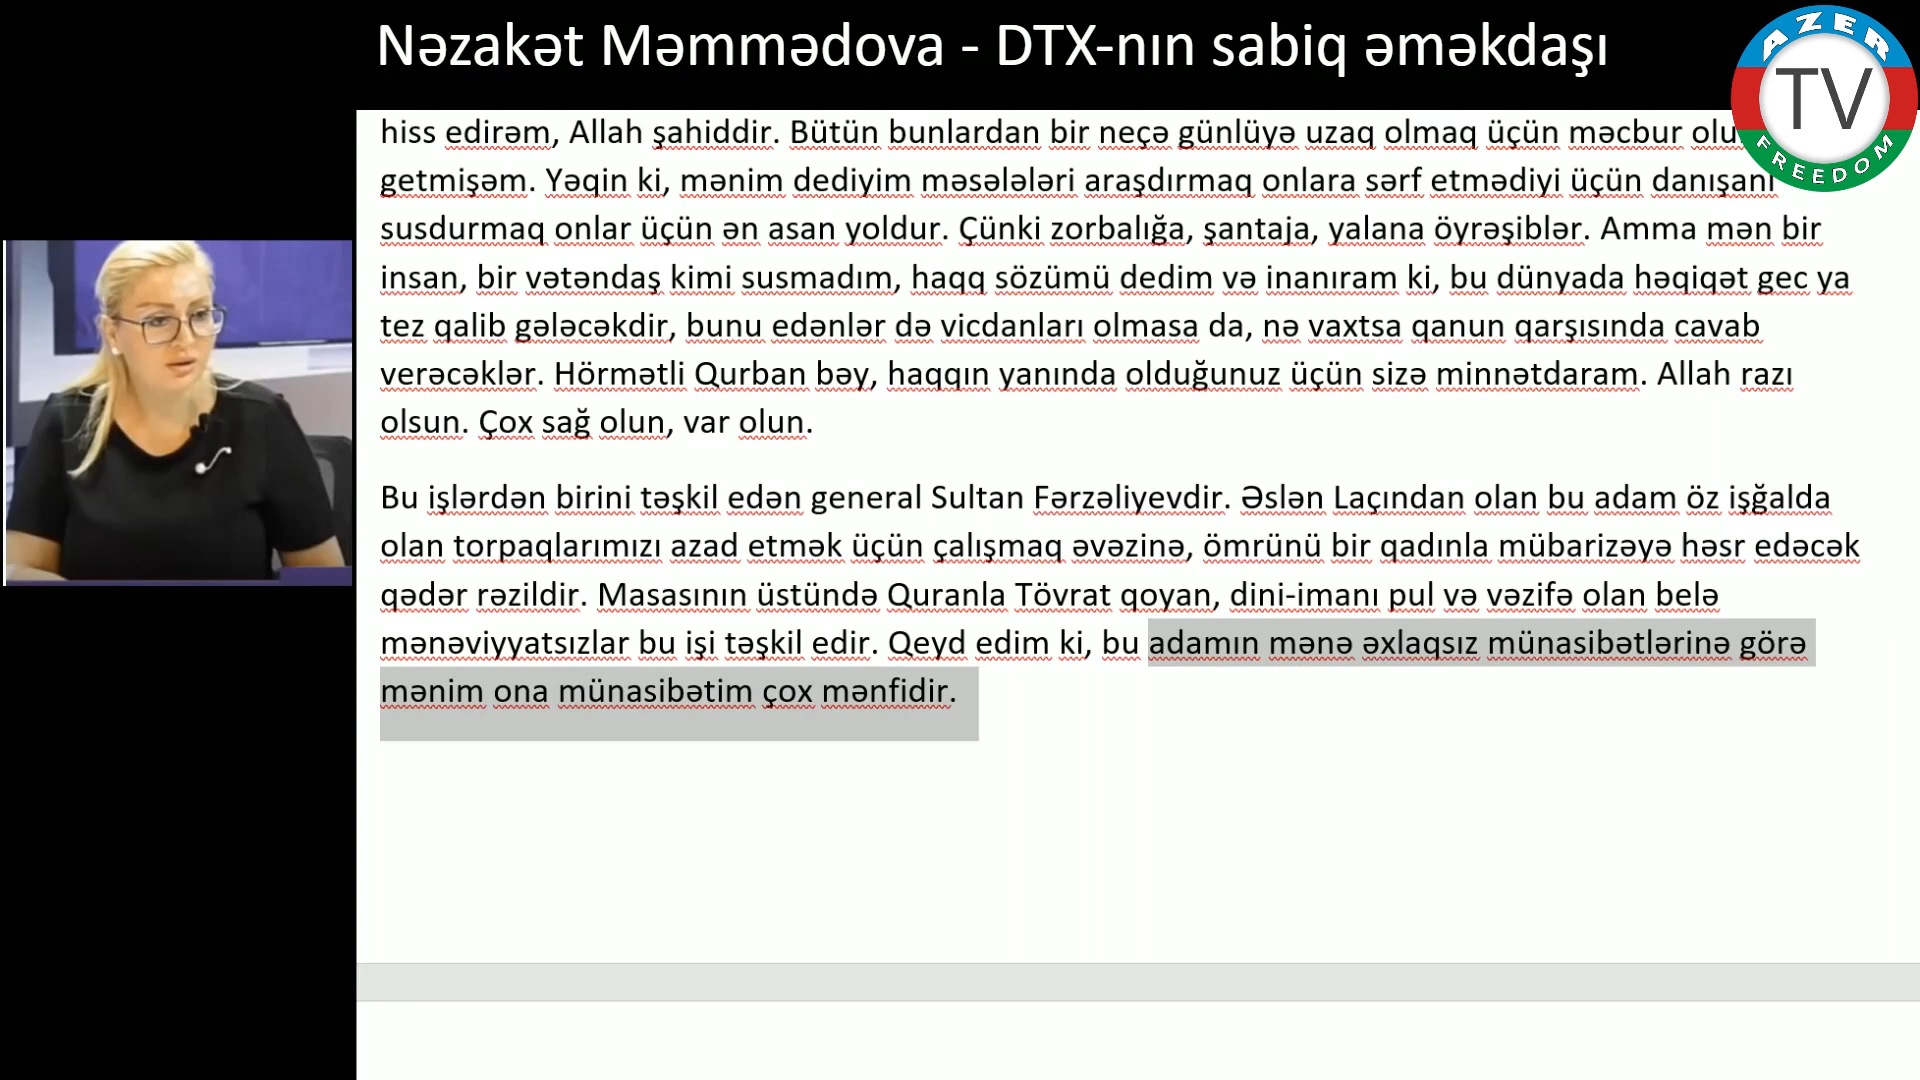 Nəzakət Məmmədova - DTX-nın sabiq əməkdaşı
AZER
TV
FREEDOM
hiss edirəm, Allah şahiddir. Bütün bunlardan bir neçə günlüyə uzaq olmaq üçün məcbur
getmişəm. Yəqin ki, mənim dediyim məsələləri araşdırmaq onlara sərf etmədiyi üçün danışanı
susdurmaq onlar üçün ən asan yoldur. Çünki zorbalığa, şantaja, yalana öyrəşiblər. Amma mən bir
insan, bir vətəndaş kimi susmadım, haqq sözümü dedim və inanıram ki, bu dünyada həqiqət gec ya
tez qalib gələcəkdir, bunu edənlər də vicdanları olmasa da, nə vaxtsa qanun qarşısında cavab
verəcəklər. Hörmətli Qurban bəy, haqqın yanında olduğunuz üçün sizə minnətdaram. Allah razı
olsun. Çox sağ olun, var olun.
Bu işlərdən birini təşkil edən general Sultan Fərzəliyevdir. Əslən Laçından olan bu adam öz işğalda
olan torpaqlarımızı azad etmək üçün çalışmaq əvəzinə, ömrünü bir qadınla mübarizəyə həsr edəcək
qədər rəzildir. Masasının üstündə Quranla Tövrat qoyan, dini-imanı pul və vəzifə olan belə
mənəviyyatsızlar bu işi təşkil edir. Qeyd edim ki, bu adamın mənə əxlaqsız münasibətlərinə görə
mənim ona münasibətim çox mənfidir.